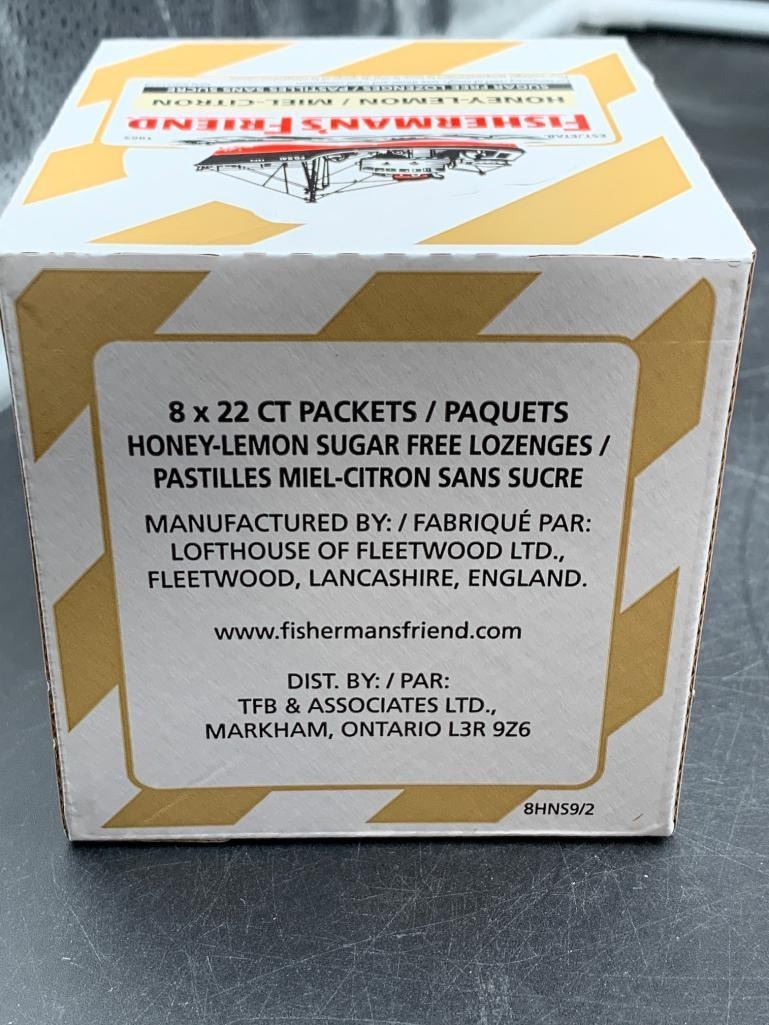 FISHERMAN'S FRIEND
HONEY-LEMON / MIEL-CITRON
SUGAR FREE LOZENGES / PASTILLES SANS SUCRE
8 x 22 CT PACKETS / PAQUETS
HONEY-LEMON SUGAR FREE LOZENGES /
PASTILLES MIEL-CITRON SANS SUCRE
MANUFACTURED BY: / FABRIQUÉ PAR:
LOFTHOUSE OF FLEETWOOD LTD.,
FLEETWOOD, LANCASHIRE, ENGLAND.
www.fishermansfriend.com
DIST. BY: / PAR:
TFB & ASSOCIATES LTD.,
MARKHAM, ONTARIO L3R 9Z6
8HNS9/2